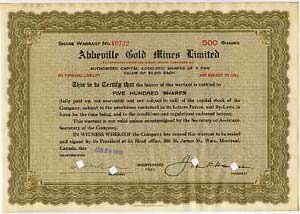 SHARE WARRANT No.
500 SHARES
Abbeville Gold Mines Limited
AUTHORIZED CAPITAL 4,000,000 SHARES OF A PAR
VALUE OF $1.00 EACH
NO PERSONAL LIABILITY
NOT SUBJECT TO CALL
This is to Certify that the bearer of this warrant is entitled to
FIVE HUNDRED SHARES
fully paid up, non assessable and not subject to call of the capital stock of the
Company, subject to the provisions contained in its Letters Patent and By-Laws in
force for the time being, and to the conditions and regulations contained therein.
This warrant is not valid unless countersigned by the Secretary or Assistant
Secretary of the Company.
IN WITNESS WHEREOF the Company has caused this warrant to be sealed
and signed by its President at its Head office, 360 St. James St. West, Montreal,
Canada, this
INCORPORATED